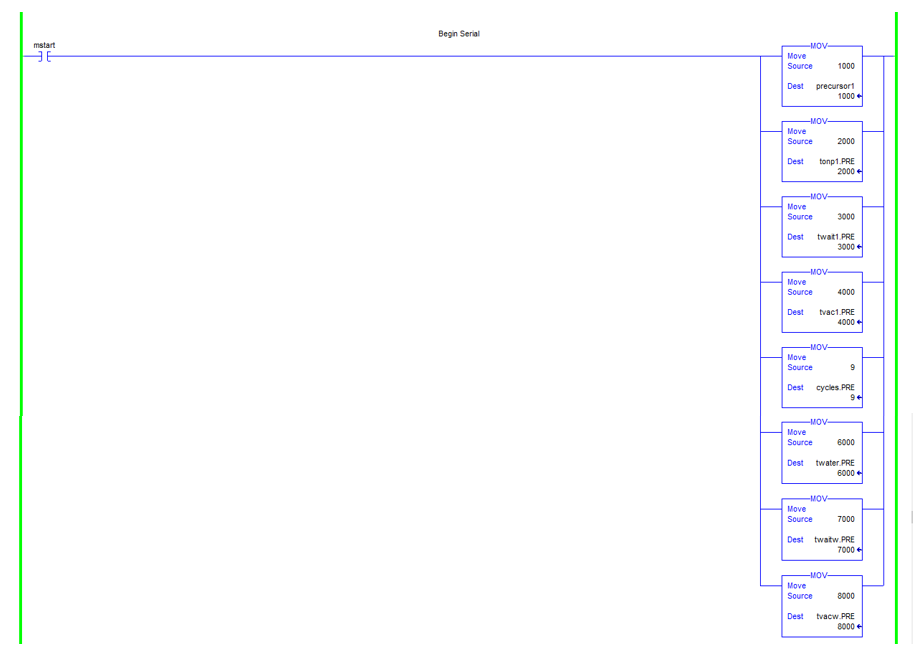 Begin Serial
mstart
MOV
Move
Source 1000
Dest precursor1
1000
MOV
Move
Source 2000
Dest tonp1.PRE
2000
MOV
Move
Source 3000
Dest twait1.PRE
3000
MOV
Move
Source 4000
Dest tvac1.PRE
4000
MOV
Move
Source 9
Dest cycles.PRE
9
MOV
Move
Source 6000
Dest twater.PRE
6000
MOV
Move
Source 7000
Dest twaitw.PRE
7000
MOV
Move
Source 8000
Dest tvacw.PRE
8000